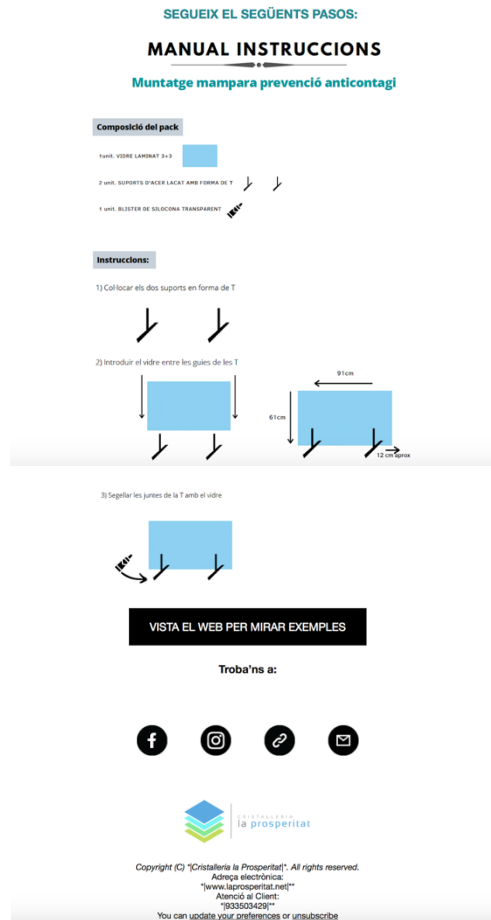 SEGUEIX EL SEGÜENTS PASOS:
MANUAL INSTRUCCIONS
Muntatge mampara prevenció anticontagi
Composició del pack
1unit. VIDRE LAMINAT 3+3
2 unit. SUPORTS D'ACER LACAT AMB FORMA DE T
1 unit. BLISTER DE SILOCONA TRANSPARENT
Instruccions:
1) Col·locar els dos suports en forma de T
2) Introduir el vidre entre les guies de les T
91cm
61cm
12 cm aprox
3) Segellar les juntes de la T amb el vidre
VISTA EL WEB PER MIRAR EXEMPLES
Troba'ns a:
CRISTALLERIA
la prosperitat
Copyright (C) *|Cristalleria la Prosperitat|*. All rights reserved.
Adreça electrònica:
*|www.laprosperitat.net|**
Atenció al Client:
*|933503429|**
You can update your preferences or unsubscribe